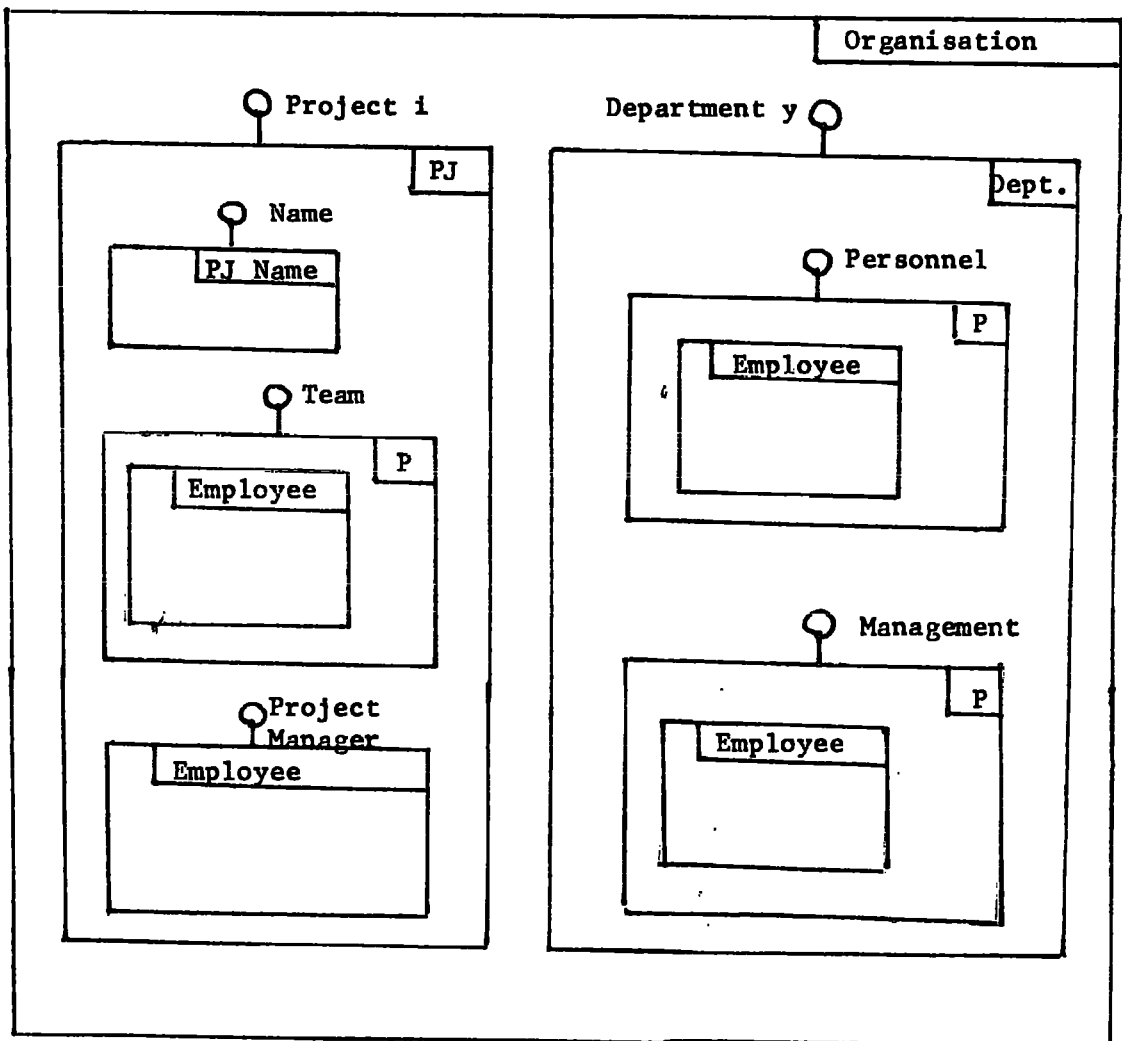 Organisation
Project i
PJ
Name
PJ Name
Team
P
Employee
Project
Manager
Employee
Department y
Dept.
Personnel
P
Employee
Management
P
Employee